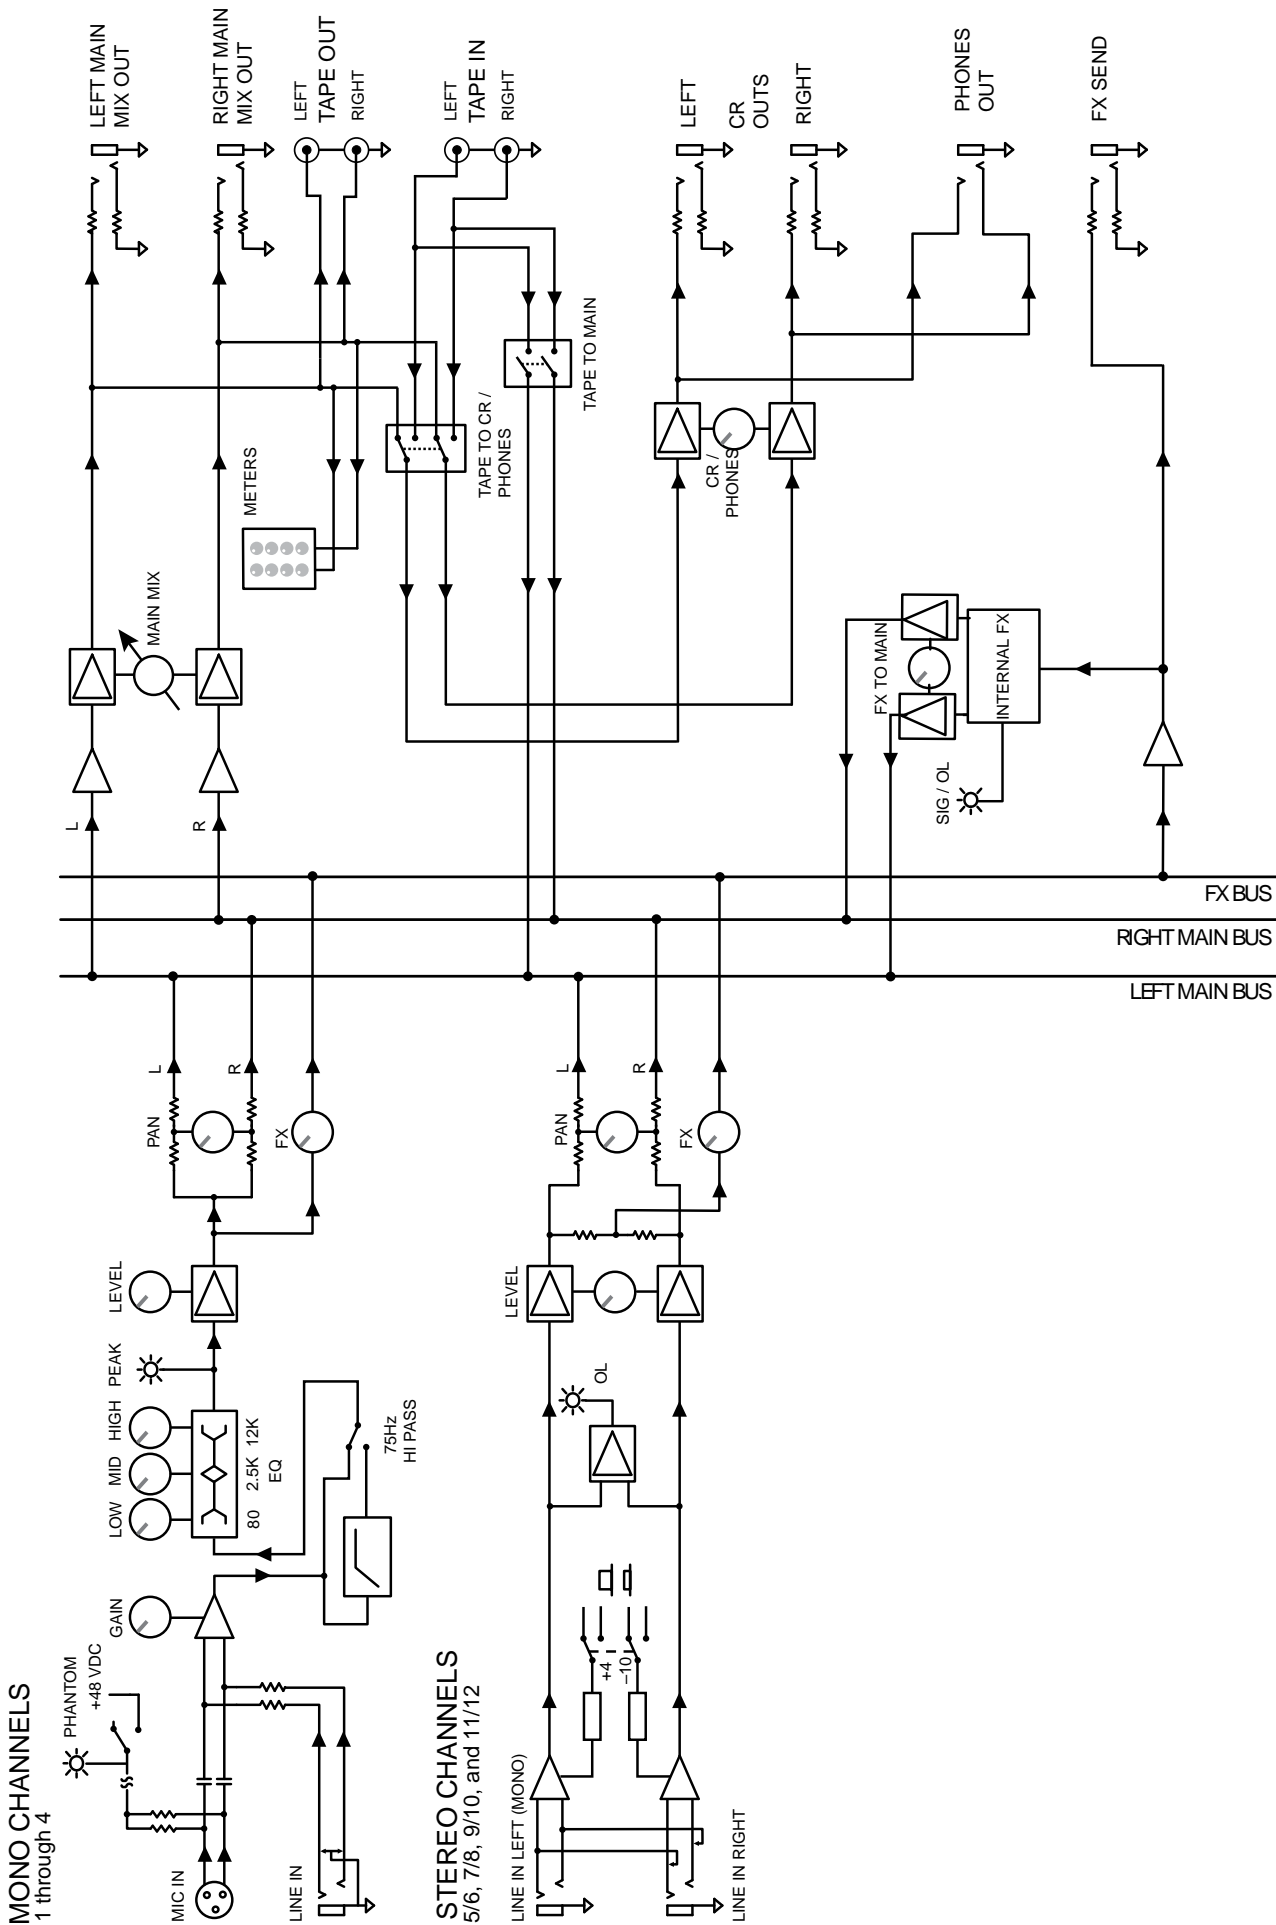 MONO CHANNELS
1 through 4
MIC IN
LINE IN
PHANTOM
+48 VDC
GAIN
LOW
MID
HIGH
80
2.5K
12K
EQ
PEAK
75Hz
HI PASS
LEVEL
PAN
L
R
FX
STEREO CHANNELS
5/6, 7/8, 9/10, and 11/12
LINE IN LEFT (MONO)
LINE IN RIGHT
+4
–10
OL
LEVEL
PAN
L
R
FX
FX BUS
RIGHT MAIN BUS
LEFT MAIN BUS
L
R
MAIN MIX
METERS
TAPE TO CR /
PHONES
TAPE TO MAIN
CR /
PHONES
FX TO MAIN
INTERNAL FX
SIG / OL
LEFT MAIN
MIX OUT
RIGHT MAIN
MIX OUT
LEFT
TAPE OUT
RIGHT
LEFT
TAPE IN
RIGHT
LEFT
CR
OUTS
RIGHT
PHONES
OUT
FX SEND